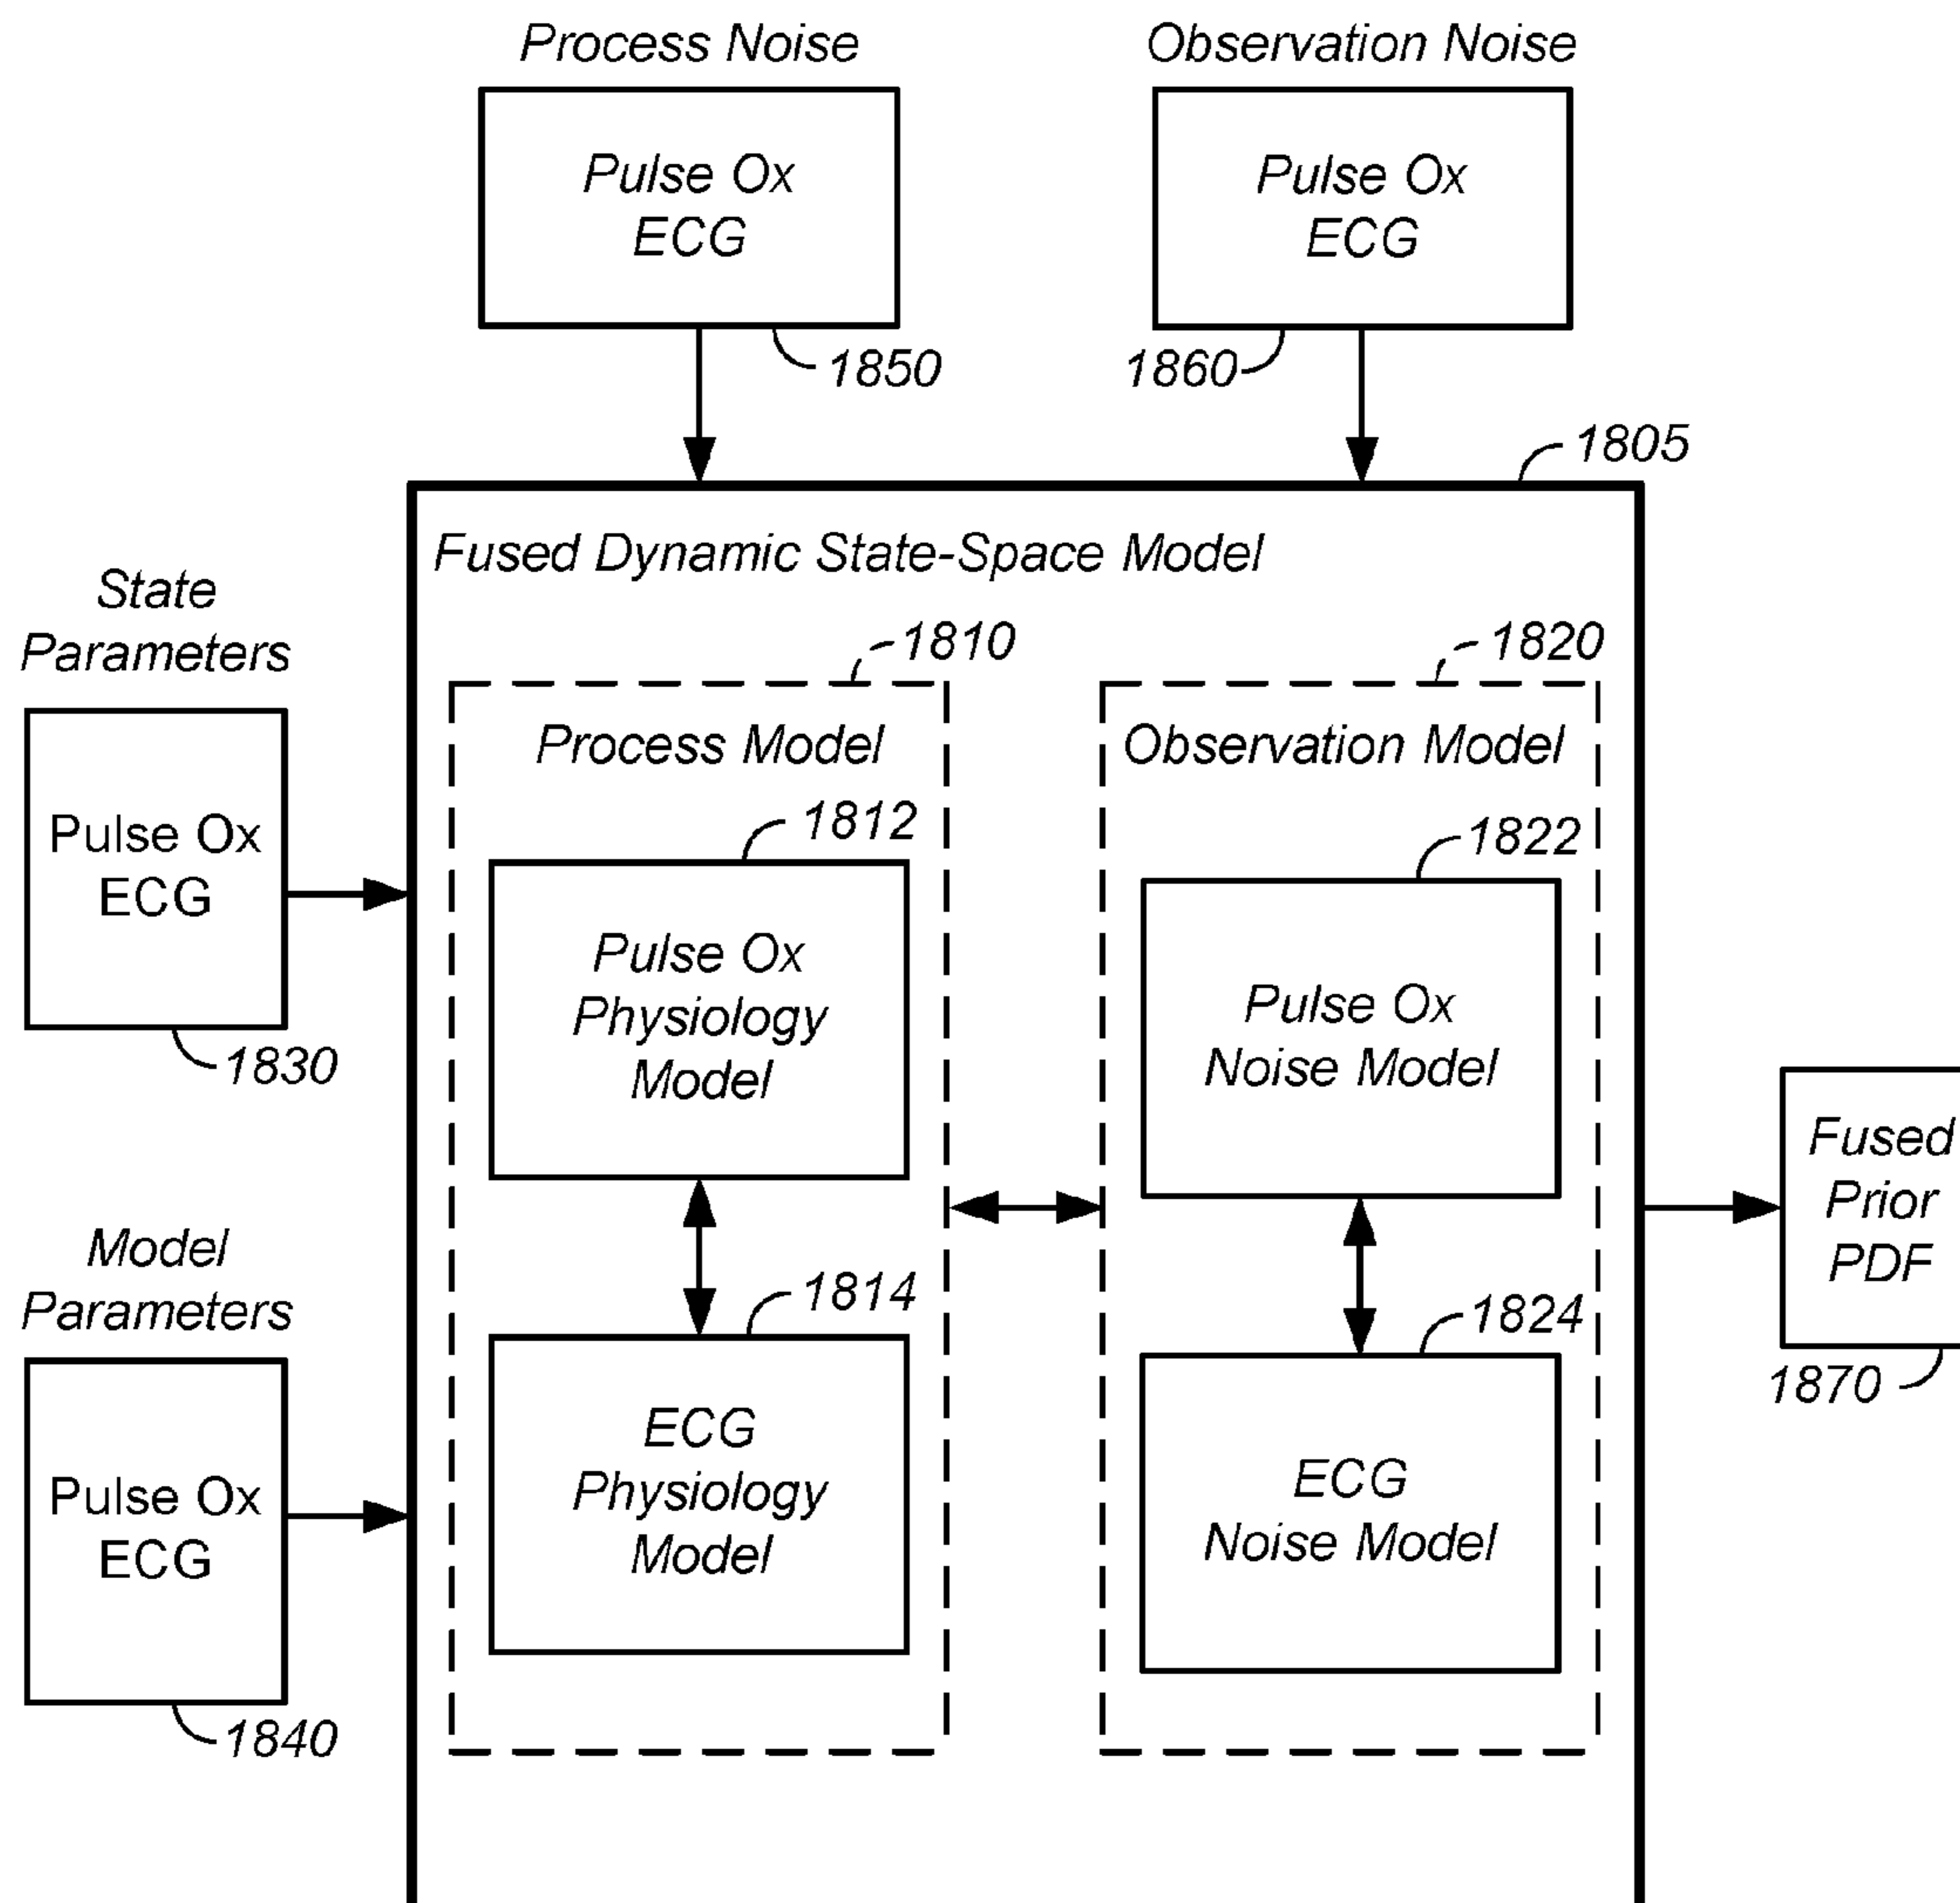 Process Noise
Pulse Ox
ECG
1850
Observation Noise
Pulse Ox
ECG
1860
1805
Fused Dynamic State-Space Model
State
Parameters
Pulse Ox
ECG
1830
Model
Parameters
Pulse Ox
ECG
1840
1810
Process Model
1812
Pulse Ox
Physiology
Model
1814
ECG
Physiology
Model
1820
Observation Model
1822
Pulse Ox
Noise Model
1824
ECG
Noise Model
Fused
Prior
PDF
1870